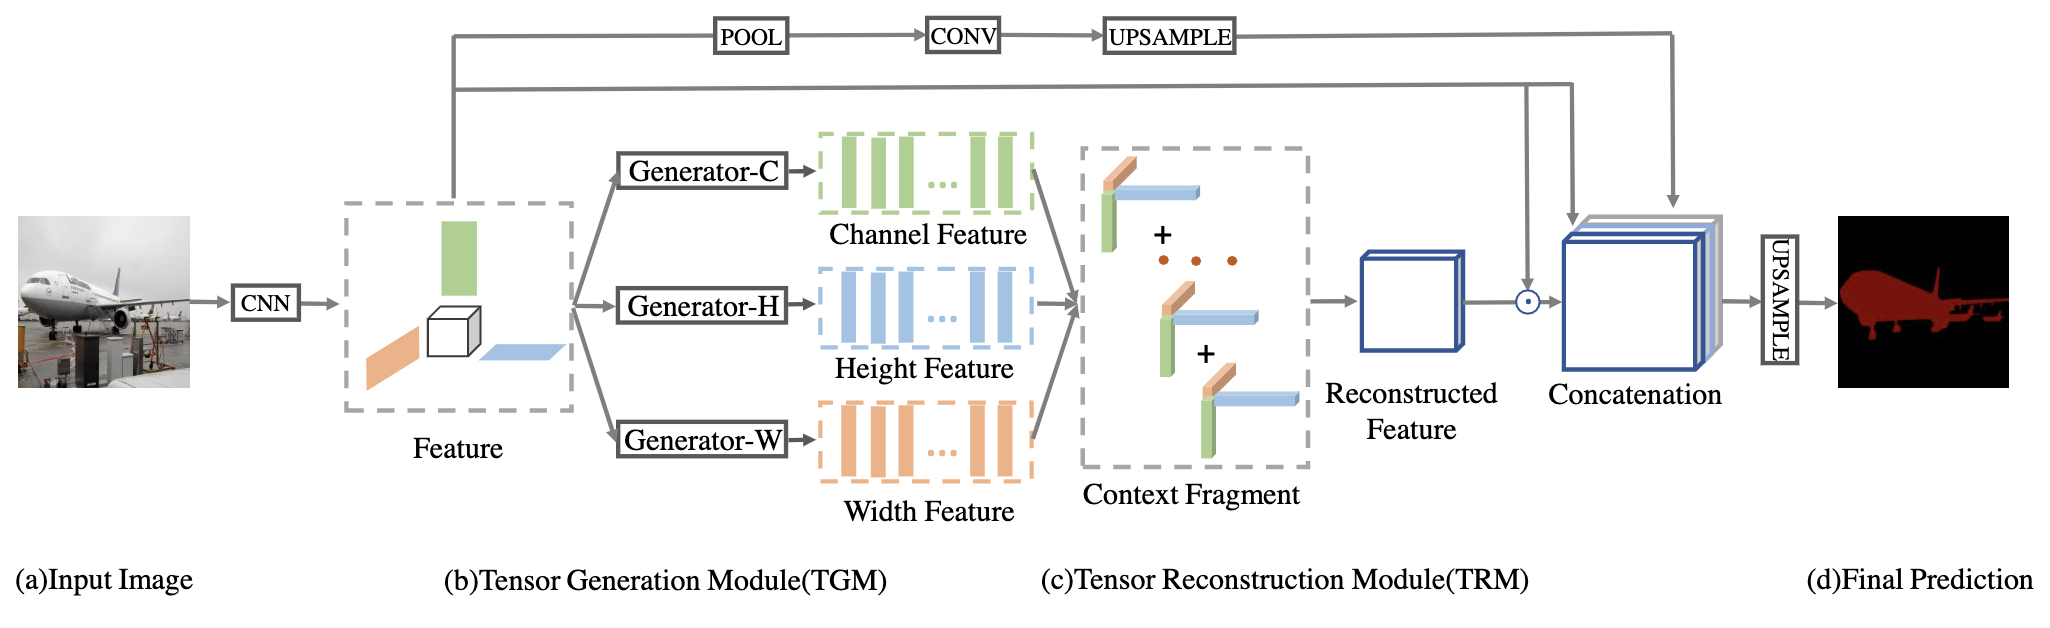 POOL
CONV
UPSAMPLE
CNN
Feature
Generator-C
Channel Feature
Generator-H
Height Feature
Generator-W
Width Feature
+
+
Context Fragment
Reconstructed
Feature
Concatenation
UPSAMPLE
(a)Input Image
(b)Tensor Generation Module(TGM)
(c)Tensor Reconstruction Module(TRM)
(d)Final Prediction